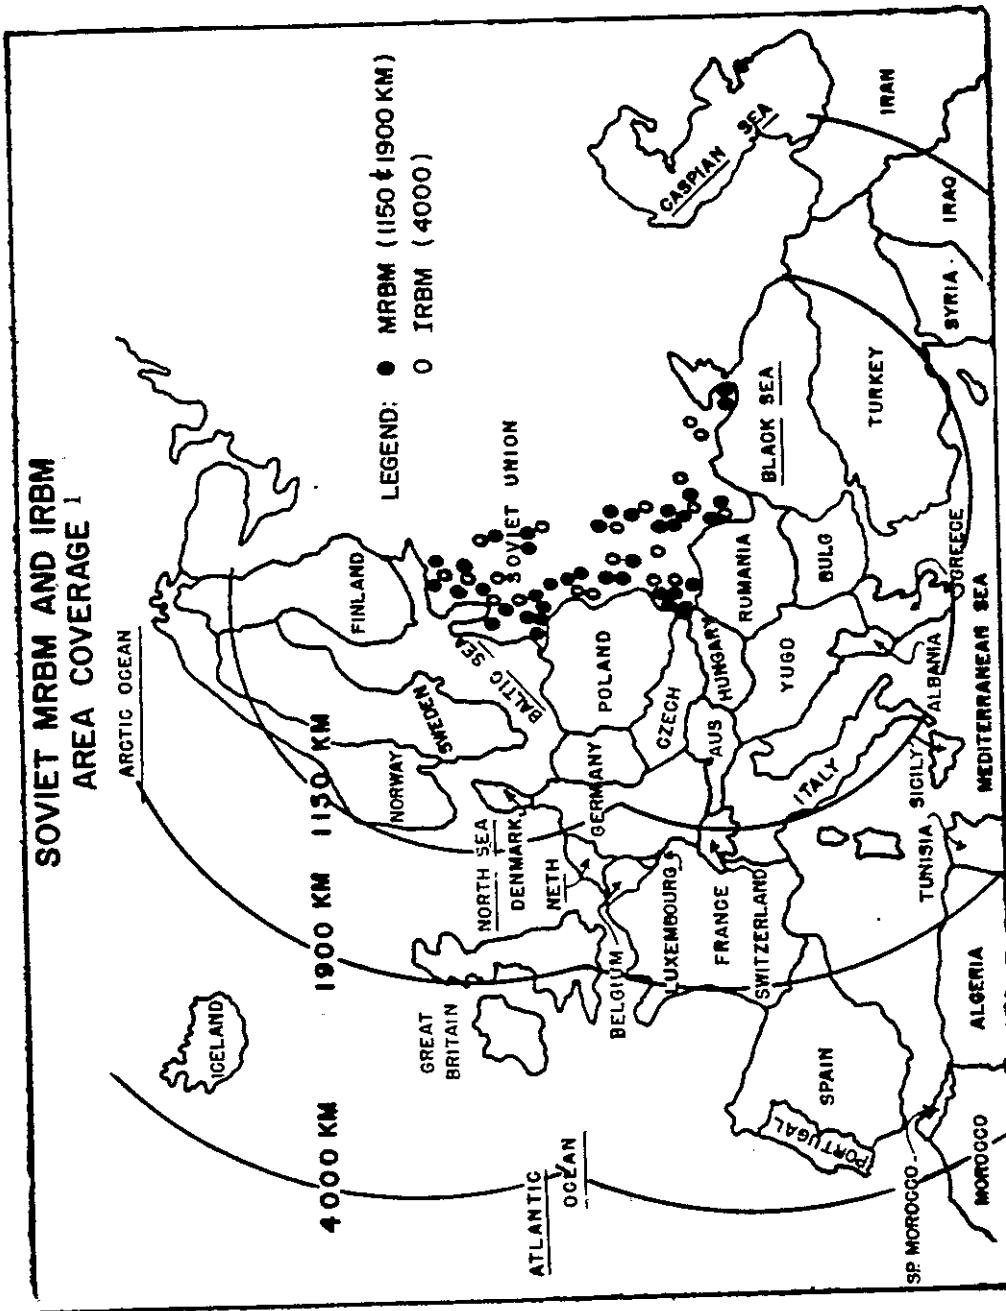 SOVIET MRBM AND IRBM
AREA COVERAGE 1
ARCTIC OCEAN
LEGEND: ● MRBM (1150 ¢ 1900 KM)
O IRBM (4000)
4000 KM
1900 KM
1150 KM
ICELAND
NORWAY
SWEDEN
FINLAND
GREAT
BRITAIN
NORTH SEA
DENMARK
NETH
BALTIC SEA
SOVIET UNION
ATLANTIC
OCEAN
BELGIUM
GERMANY
POLAND
LUXEMBOURG
CZECH
FRANCE
AUS
HUNGARY
RUMANIA
SWITZERLAND
YUGO
BULG
BLACK SEA
CASPIAN SEA
PORTUGAL
SPAIN
ITALY
TURKEY
IRAN
SP. MOROCCO
TUNISIA
SICILY
ALBANIA
GREECE
SYRIA
IRAQ
MOROCCO
ALGERIA
MEDITERRANEAN SEA